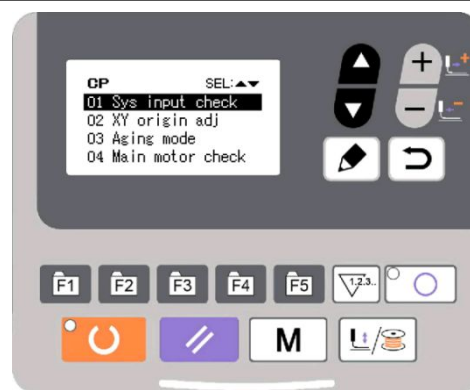 CP SEL:▲▼
01 Sys input check
02 XY origin adj
03 Aging mode
04 Main motor check
+
−
F1 F2 F3 F4 F5 1.2.3..
M
/